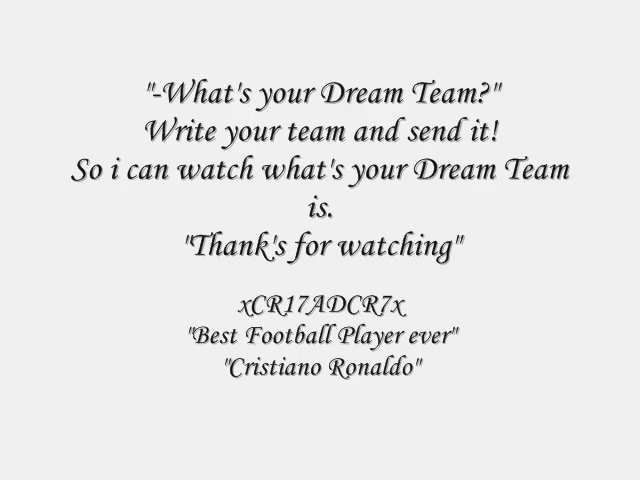 "-What's your Dream Team?"
Write your team and send it!
So i can watch what's your Dream Team
is.
"Thank's for watching"
xCR17ADCR7x
"Best Football Player ever"
"Cristiano Ronaldo"